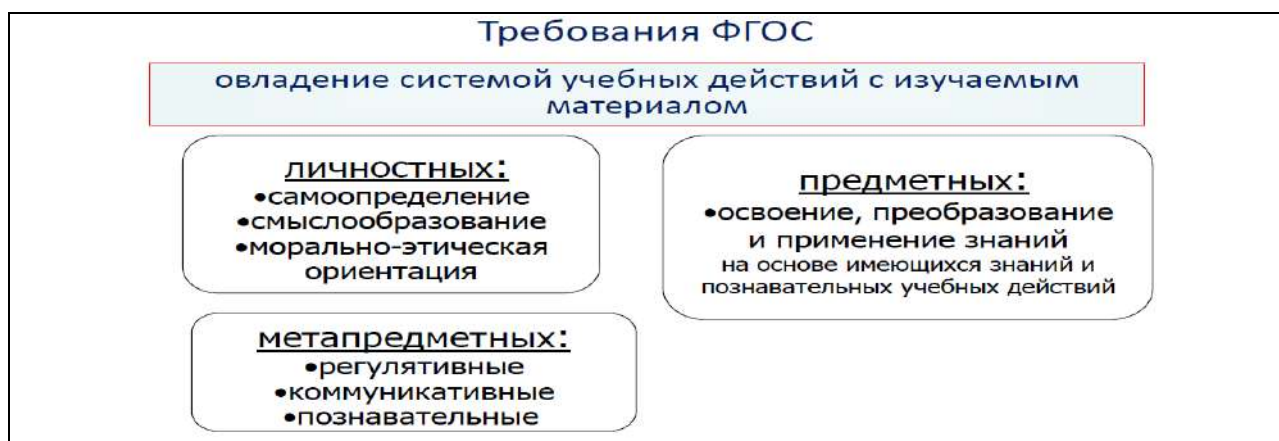 Требования ФГОС
овладение системой учебных действий с изучаемым
материалом
личностных:
•самоопределение
•смыслообразование
•морально-этическая
ориентация
предметных:
•освоение, преобразование
и применение знаний
на основе имеющихся знаний и
познавательных учебных действий
метапредметных:
•регулятивные
•коммуникативные
•познавательные